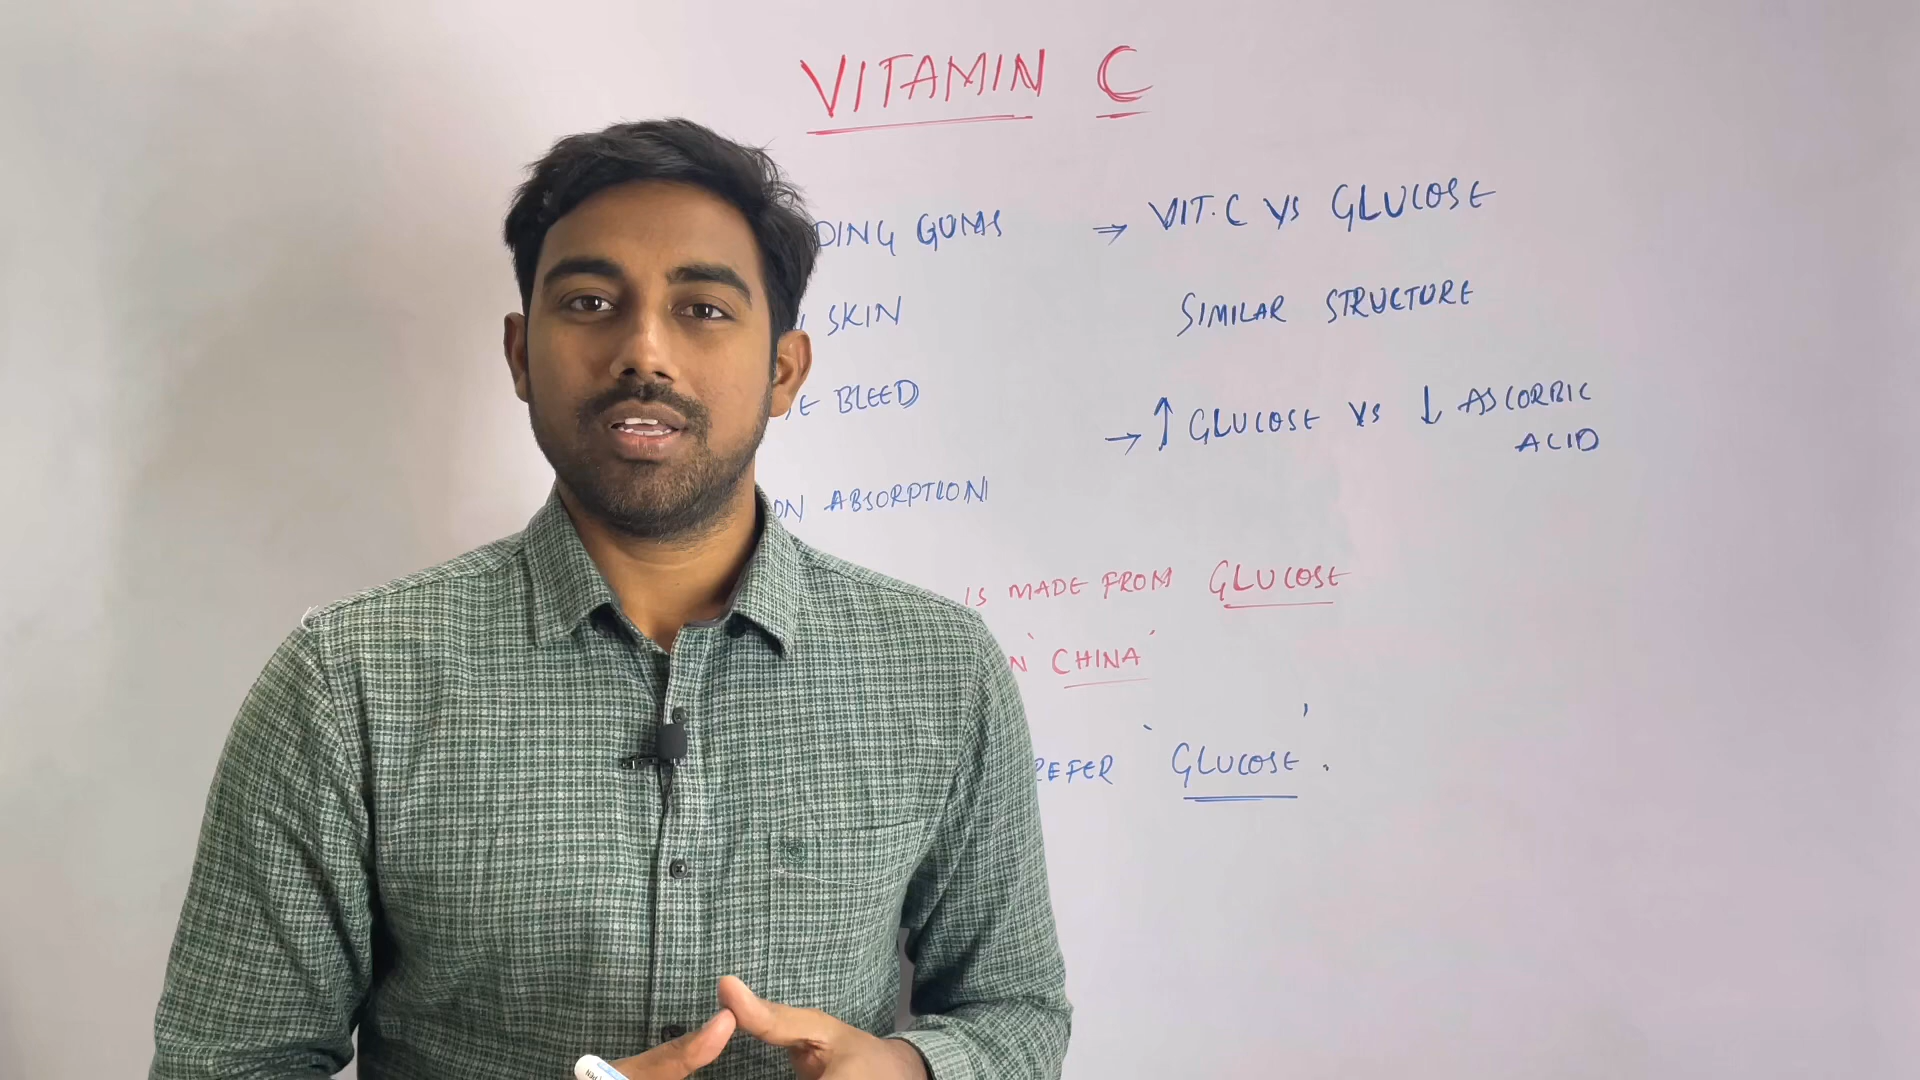 VITAMIN C
DING GUMS
SKIN
E BLEED
ON ABSORPTION
→ VIT. C VS GLUCOSE
SIMILAR STRUCTURE
→ ↑ GLUCOSE VS ↓ ASCORBIC
ACID
IS MADE FROM GLUCOSE
N 'CHINA'
REFER 'GLUCOSE'.